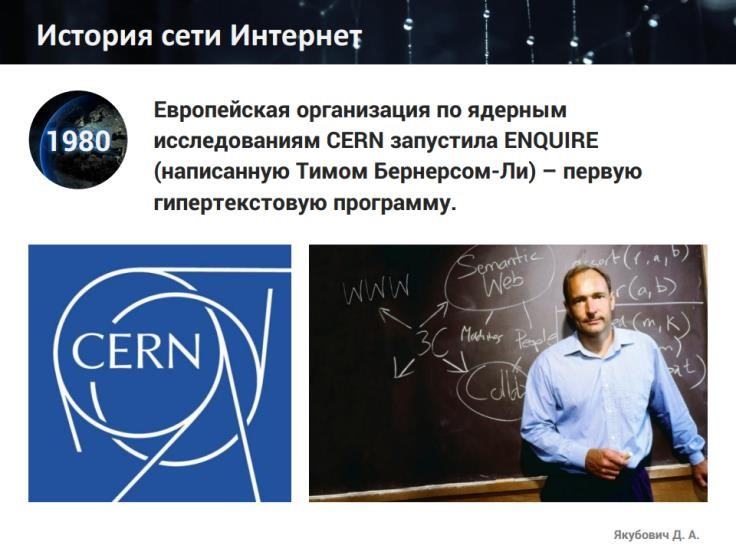 История сети Интернет
1980
Европейская организация по ядерным
исследованиям CERN запустила ENQUIRE
(написанную Тимом Бернерсом-Ли) – первую
гипертекстовую программу.
CERN
WWW
Semantic
Web
3C
Machines
People
(r, a, b)
(a, b)
(m, k)
Якубович Д. А.